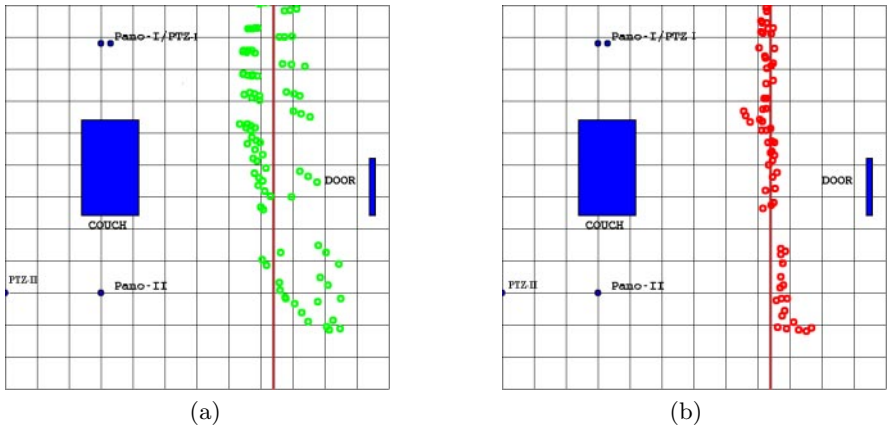 Pano-I/PTZ-I
DOOR
COUCH
PTZ-II
Pano-II
(a)
Pano-I/PTZ-I
DOOR
COUCH
PTZ-II
Pano-II
(b)